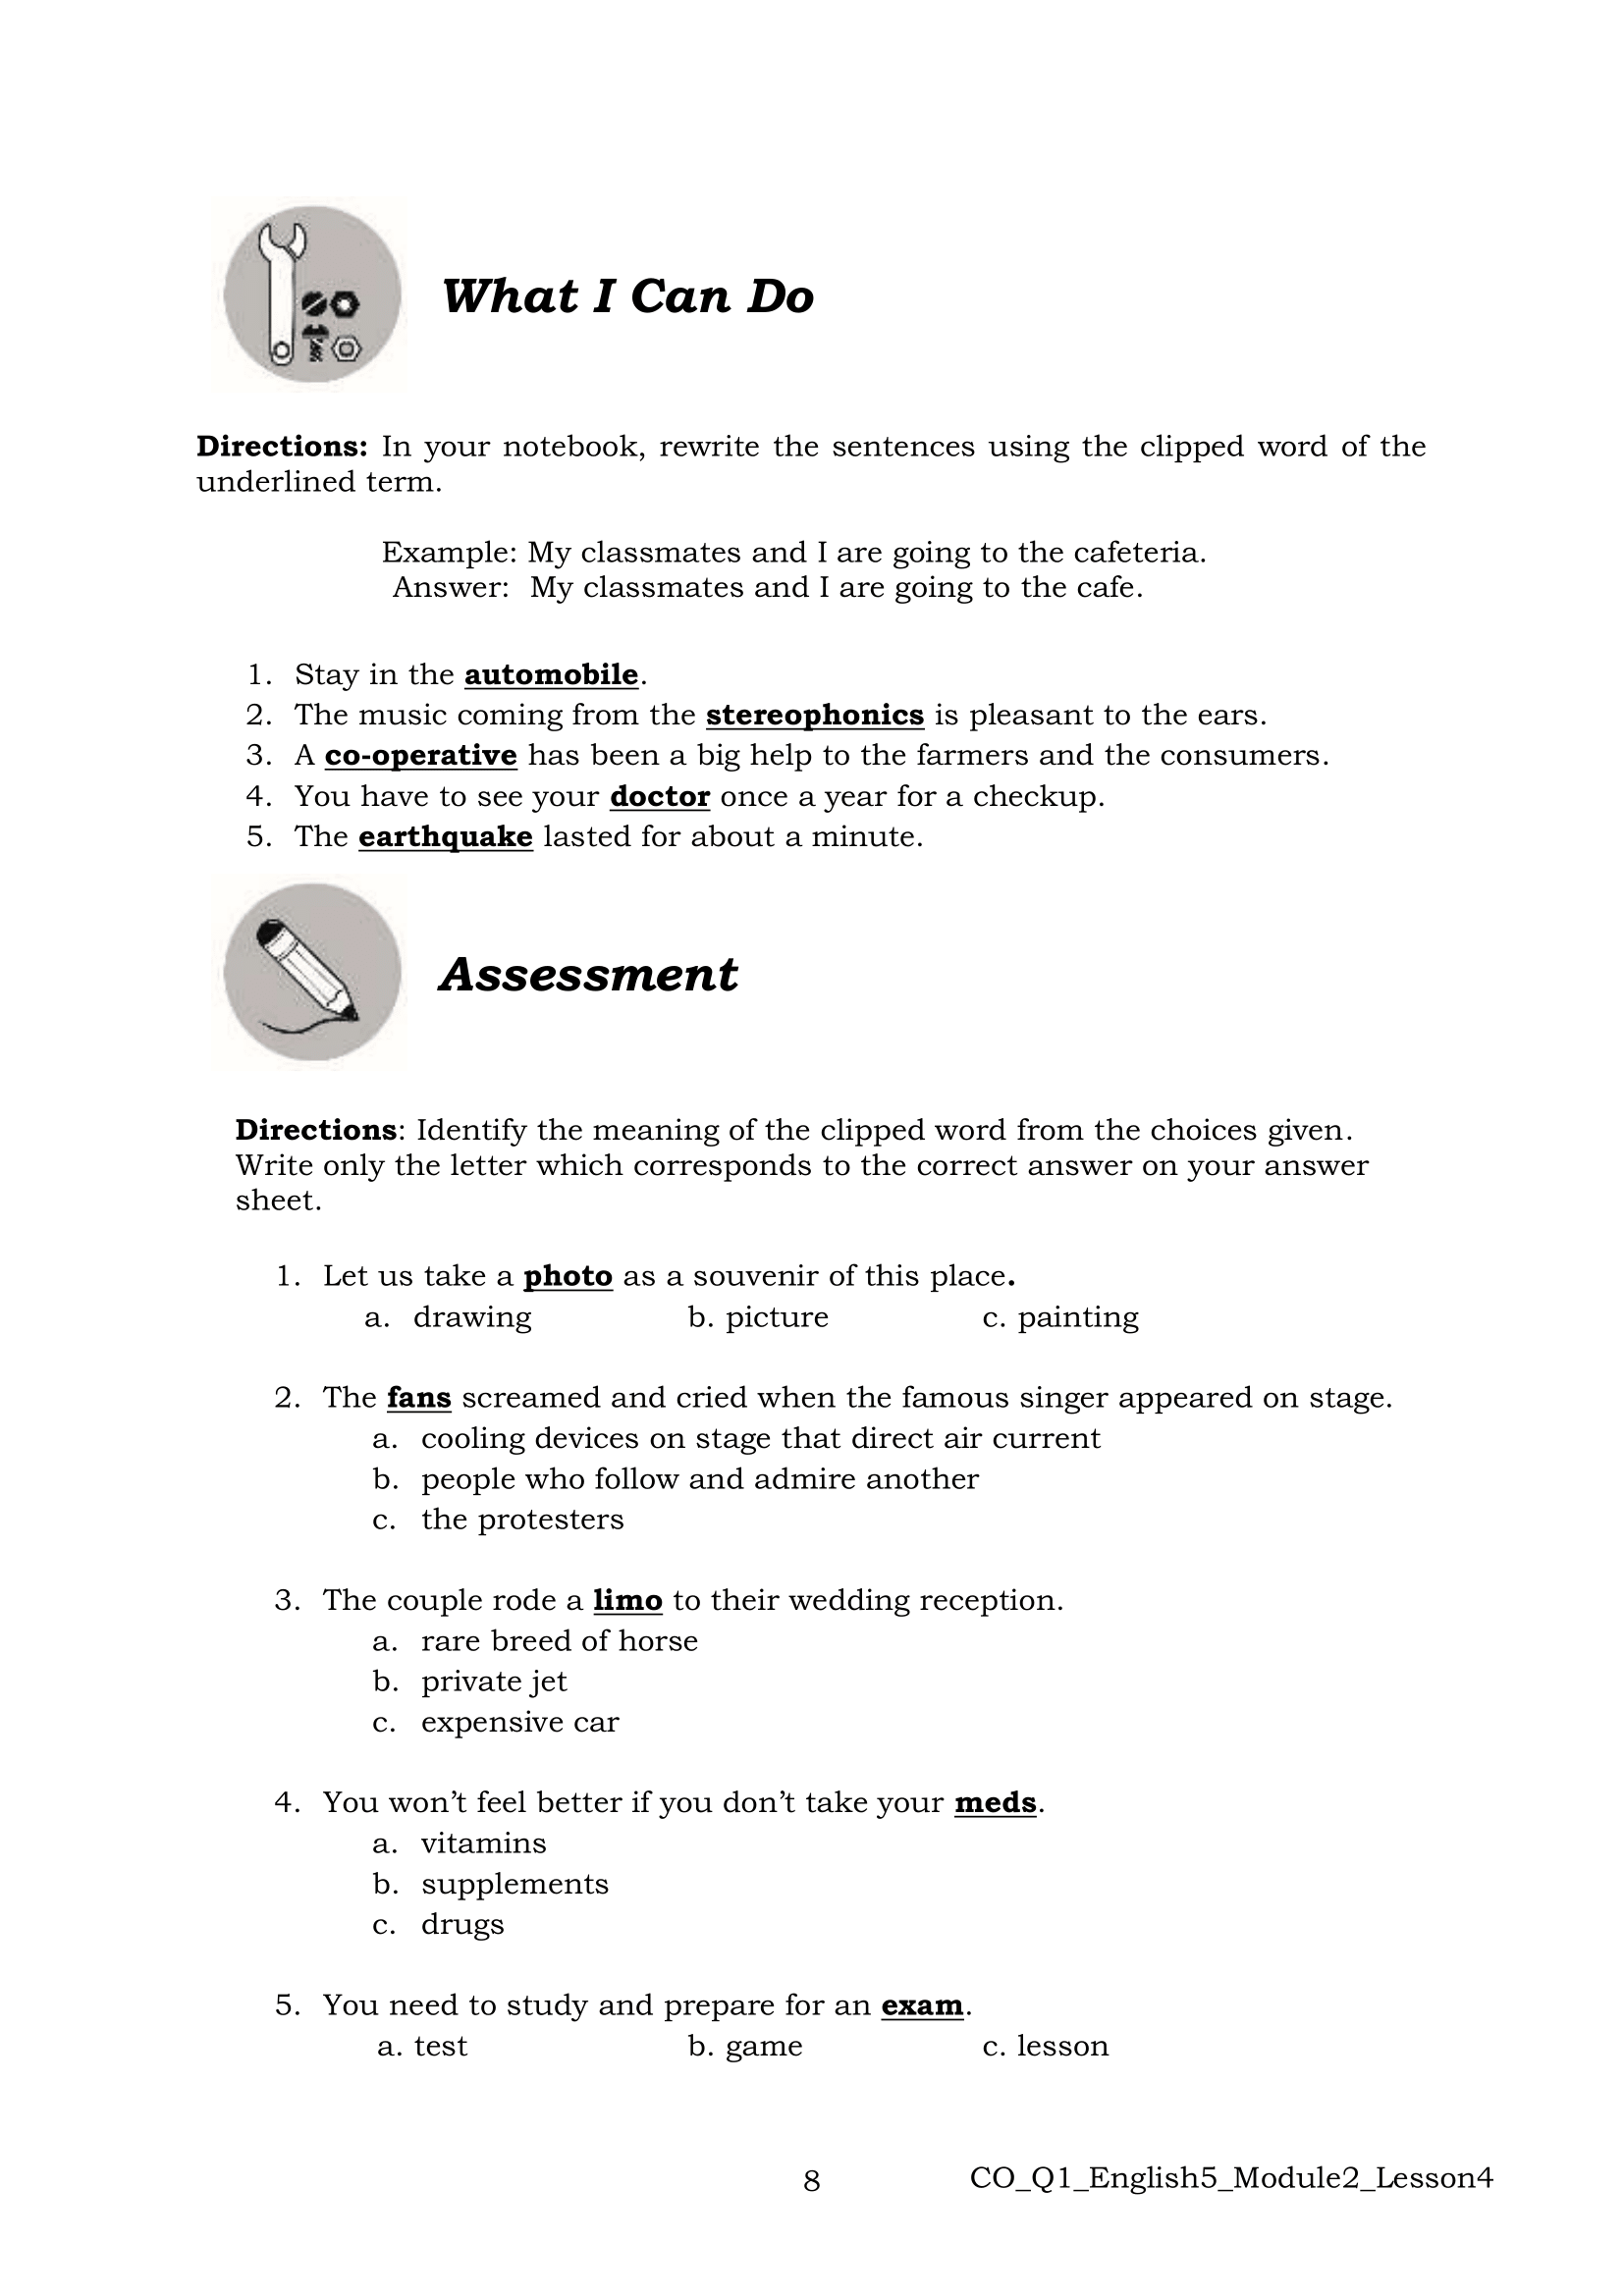 What I Can Do
Directions: In your notebook, rewrite the sentences using the clipped word of the
underlined term.
Example: My classmates and I are going to the cafeteria.
Answer: My classmates and I are going to the cafe.
1. Stay in the automobile.
2. The music coming from the stereophonics is pleasant to the ears.
3. A co-operative has been a big help to the farmers and the consumers.
4. You have to see your doctor once a year for a checkup.
5. The earthquake lasted for about a minute.
Assessment
Directions: Identify the meaning of the clipped word from the choices given.
Write only the letter which corresponds to the correct answer on your answer
sheet.
1. Let us take a photo as a souvenir of this place.
a. drawing b. picture c. painting
2. The fans screamed and cried when the famous singer appeared on stage.
a. cooling devices on stage that direct air current
b. people who follow and admire another
c. the protesters
3. The couple rode a limo to their wedding reception.
a. rare breed of horse
b. private jet
c. expensive car
4. You won’t feel better if you don’t take your meds.
a. vitamins
b. supplements
c. drugs
5. You need to study and prepare for an exam.
a. test b. game c. lesson
8 CO_Q1_English5_Module2_Lesson4